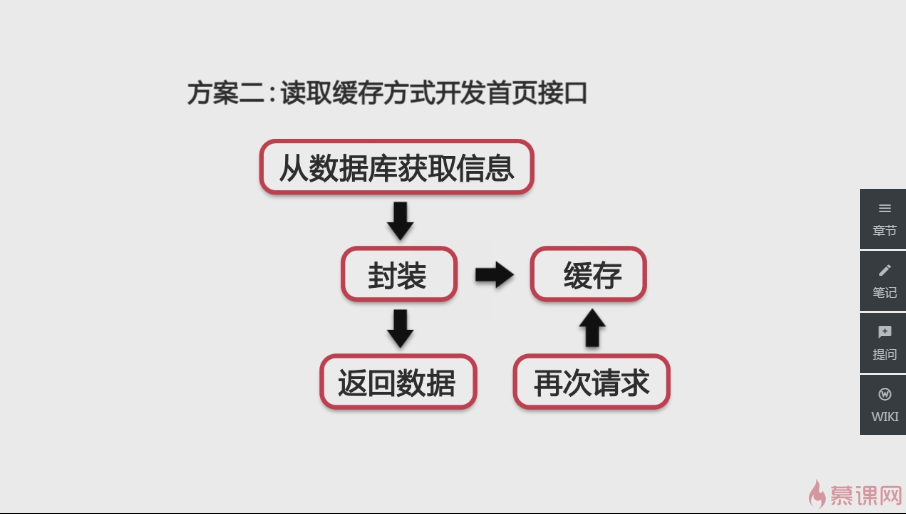 方案二:读取缓存方式开发首页接口
从数据库获取信息
封装
缓存
返回数据
再次请求
章节
笔记
提问
WIKI
慕课网